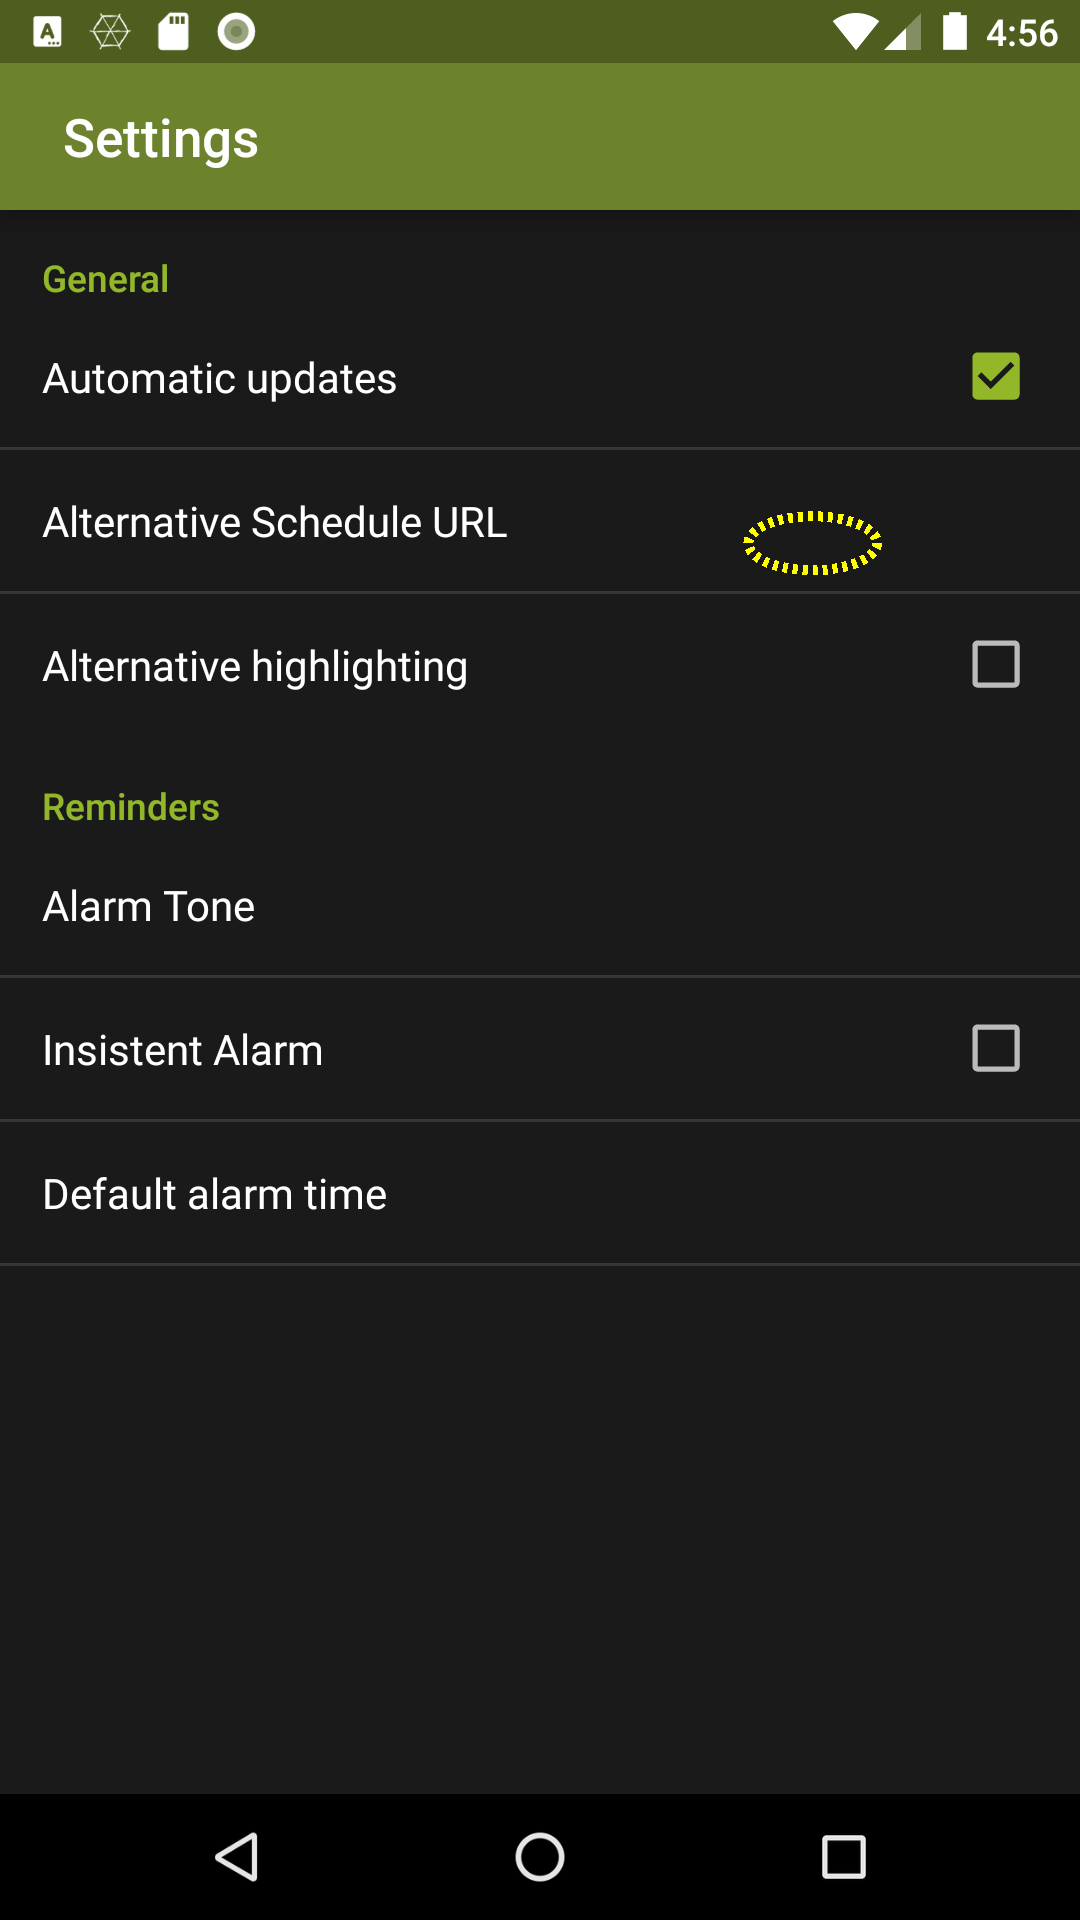 4:56
Settings
General
Automatic updates
Alternative Schedule URL
Alternative highlighting
Reminders
Alarm Tone
Insistent Alarm
Default alarm time